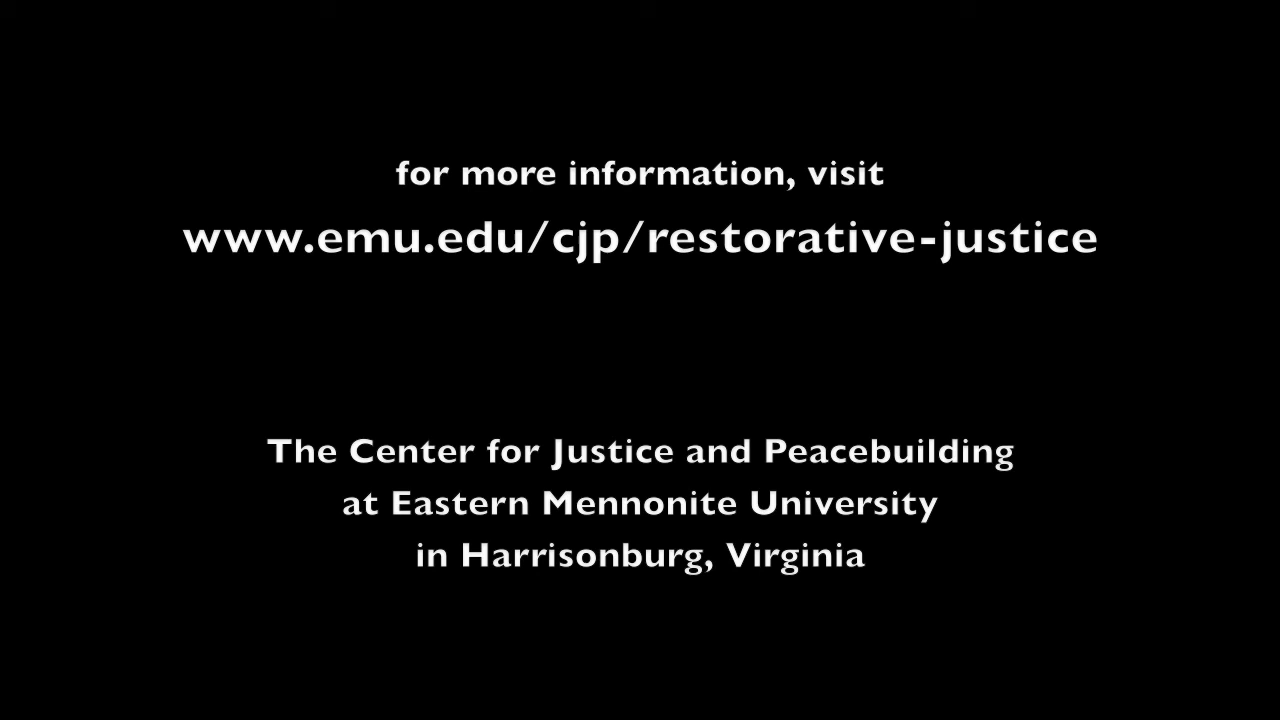 for more information, visit
www.emu.edu/cjp/restorative-justice
The Center for Justice and Peacebuilding
at Eastern Mennonite University
in Harrisonburg, Virginia